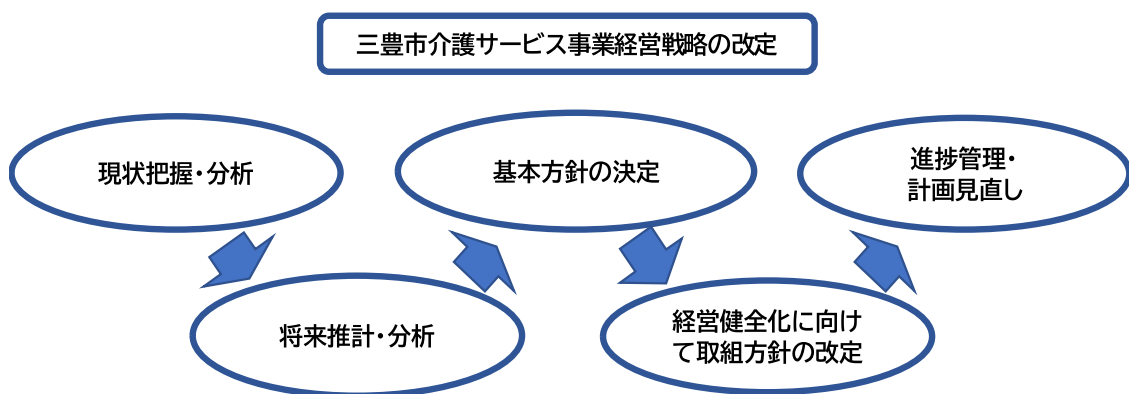 三豊市介護サービス事業経営戦略の改定
現状把握・分析
将来推計・分析
基本方針の決定
経営健全化に向け
て取組方針の改定
進捗管理・
計画見直し